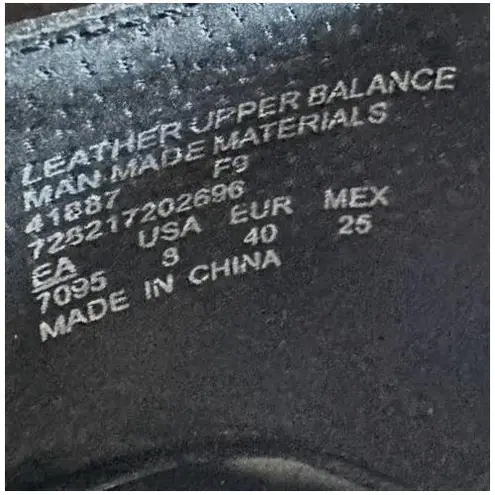 LEATHER UPPER BALANCE
MAN MADE MATERIALS
41887 F9
725217202696
EA USA EUR MEX
7095 8 40 25
MADE IN CHINA